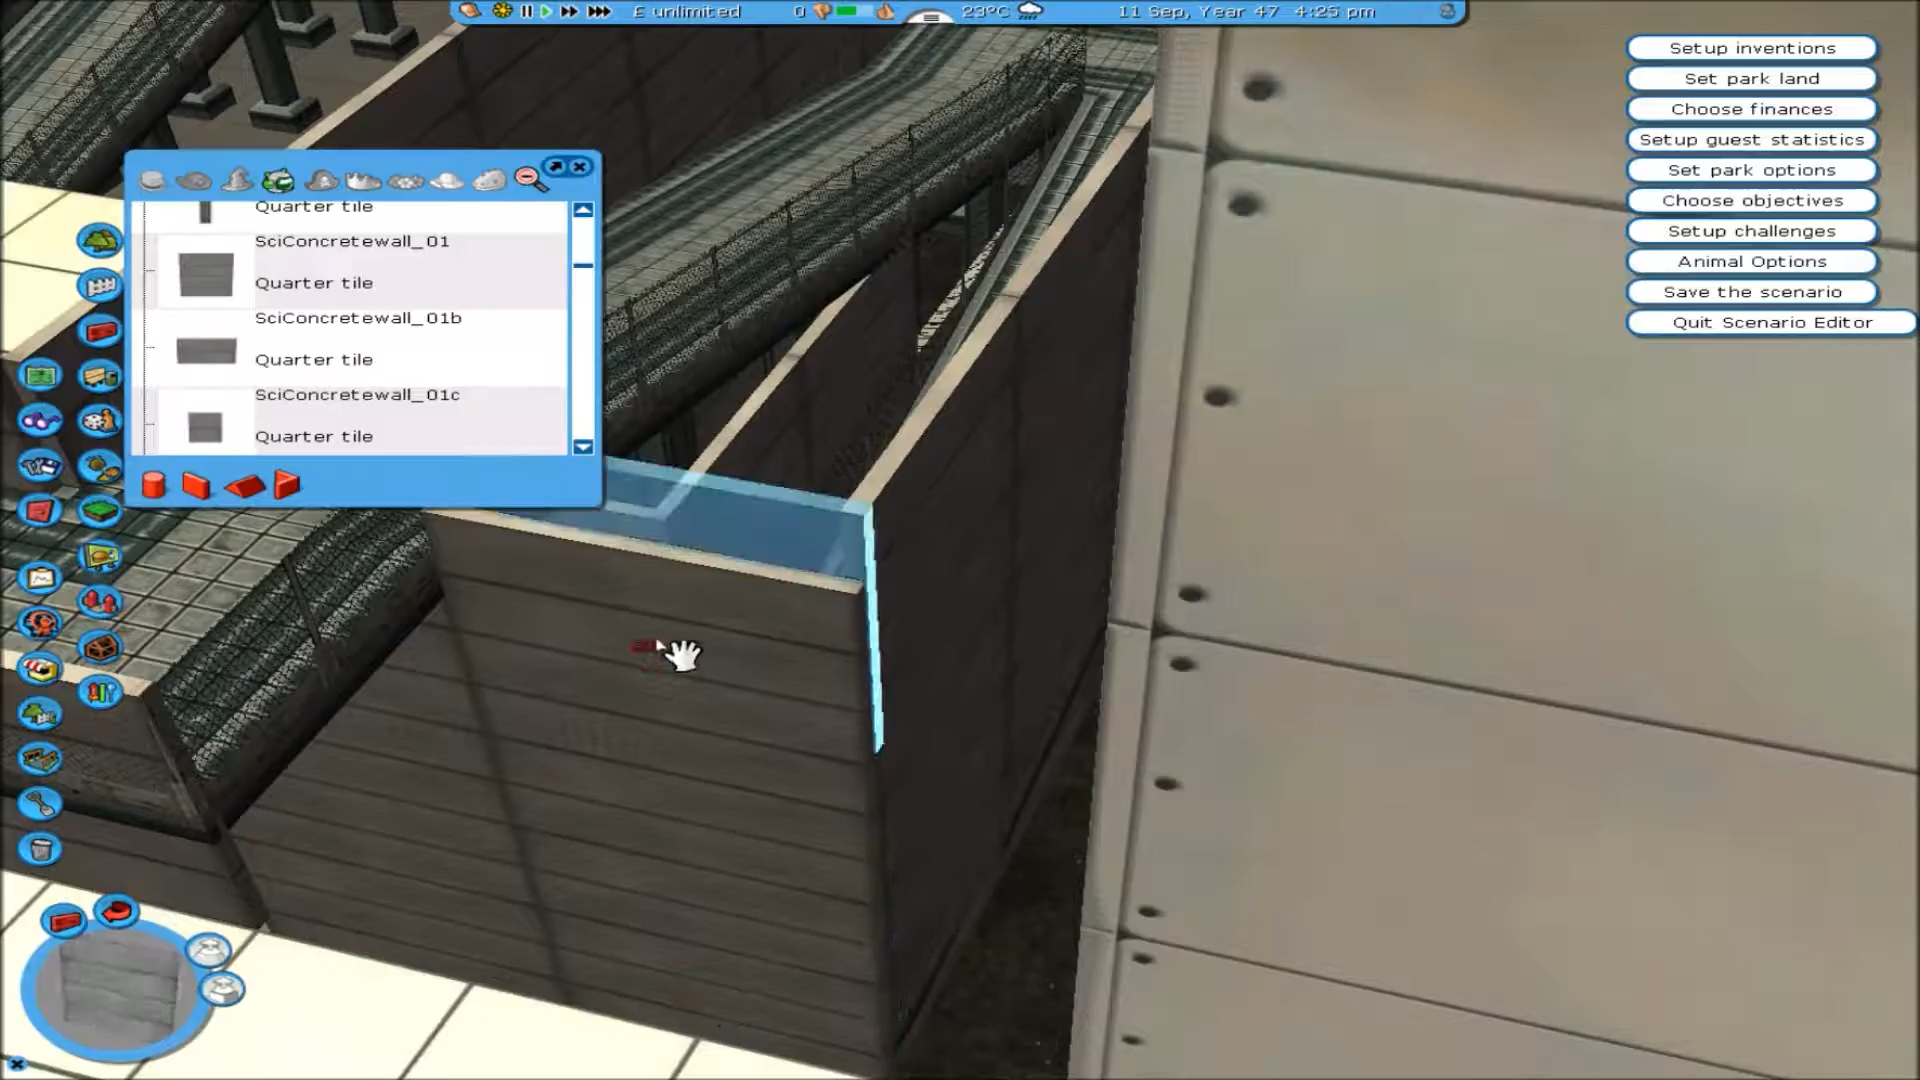 £ unlimited 0 23°C 11 Sep, Year 47 4:25 pm
Setup inventions
Set park land
Choose finances
Setup guest statistics
Set park options
Choose objectives
Setup challenges
Animal Options
Save the scenario
Quit Scenario Editor
Quarter tile
SciConcretewall_01
Quarter tile
SciConcretewall_01b
Quarter tile
SciConcretewall_01c
Quarter tile